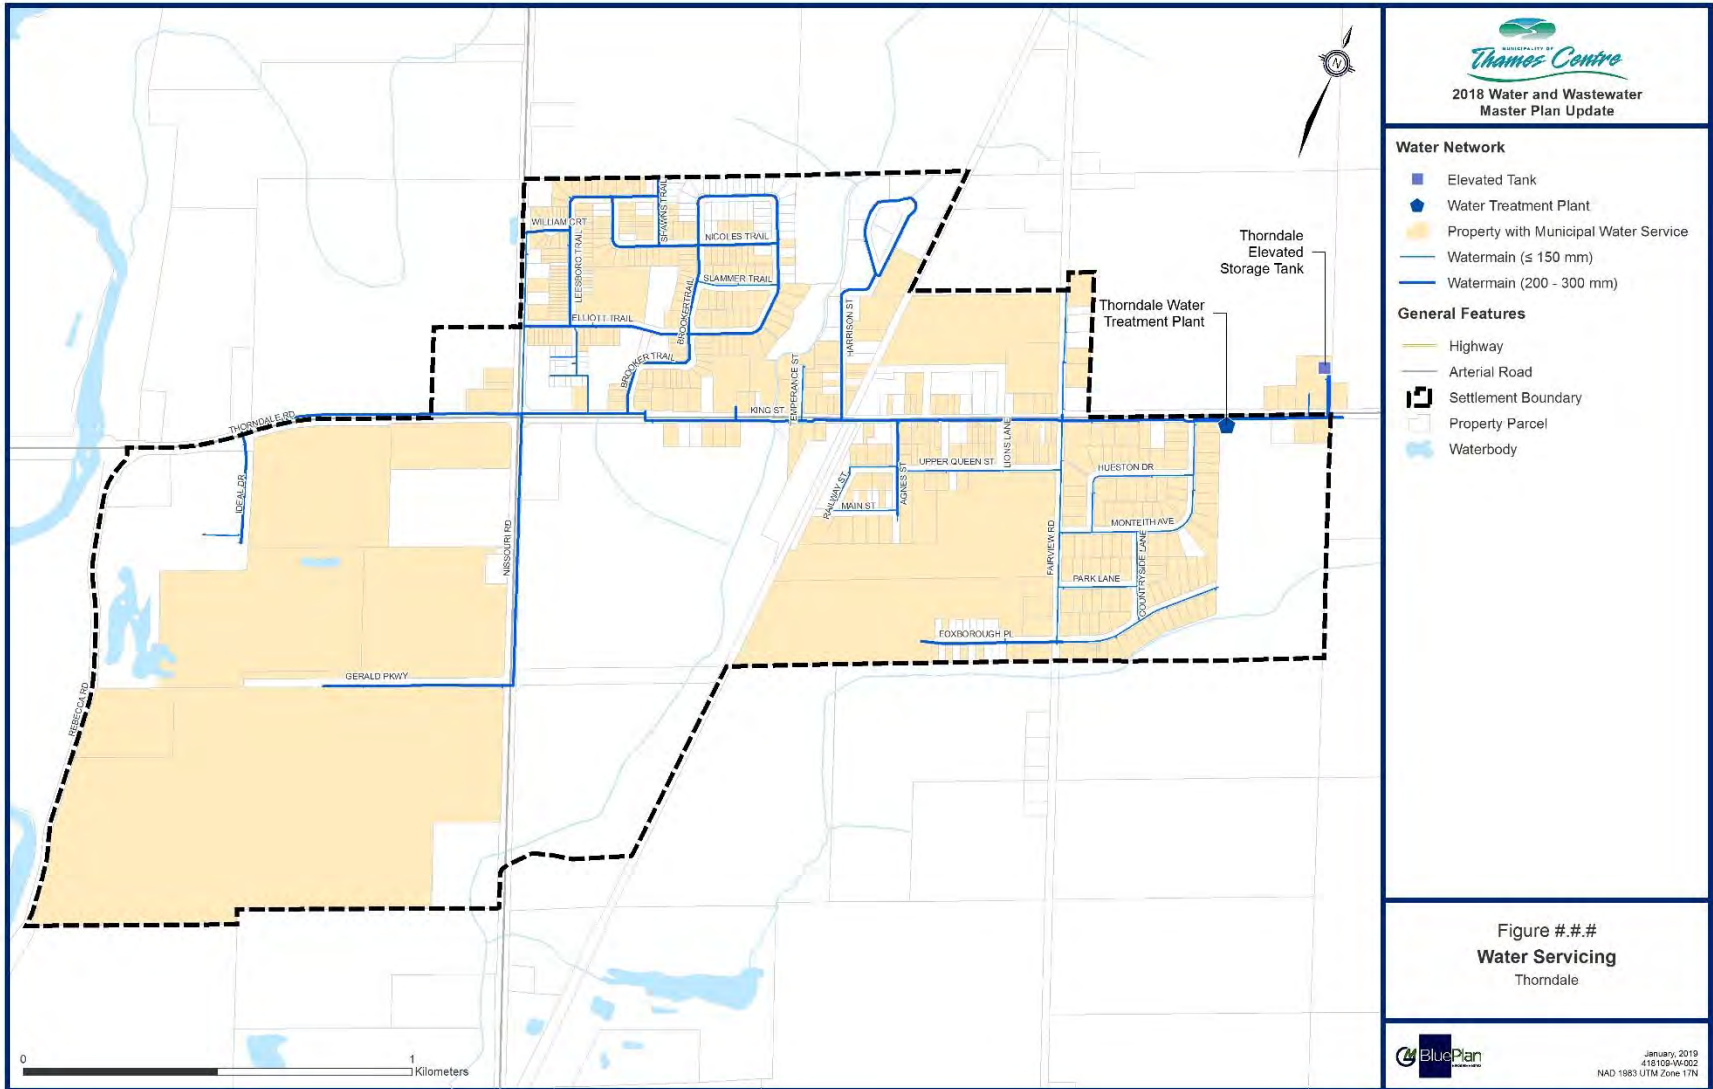 MUNICIPALITY OF
Thames Centre
2018 Water and Wastewater
Master Plan Update
Water Network
Elevated Tank
Water Treatment Plant
Property with Municipal Water Service
Watermain (≤ 150 mm)
Watermain (200 - 300 mm)
General Features
Highway
Arterial Road
Settlement Boundary
Property Parcel
Waterbody
N
Thorndale
Elevated
Storage Tank
Thorndale Water
Treatment Plant
WILLIAM CRT
SHAWNS TRAIL
LEESBORO TRAIL
NICOLES TRAIL
SLAMMER TRAIL
ELLIOTT TRAIL
BROOKER TRAIL
BROOKER TRAIL
HARRISON ST
TEMPERANCE ST
KING ST
THORNDALE RD
IDEAL DR
NISSOURI RD
RAILWAY ST
MAIN ST
AGNES ST
UPPER QUEEN ST
LIONS LANE
HUESTON DR
MONTEITH AVE
FAIRVIEW RD
COUNTRYSIDE LANE
PARK LANE
FOXBOROUGH PL
GERALD PKWY
REBECCA RD
0
1
Kilometers
Figure #.#.#
Water Servicing
Thorndale
GM BluePlan
January, 2019
418109-W-002
NAD 1983 UTM Zone 17N